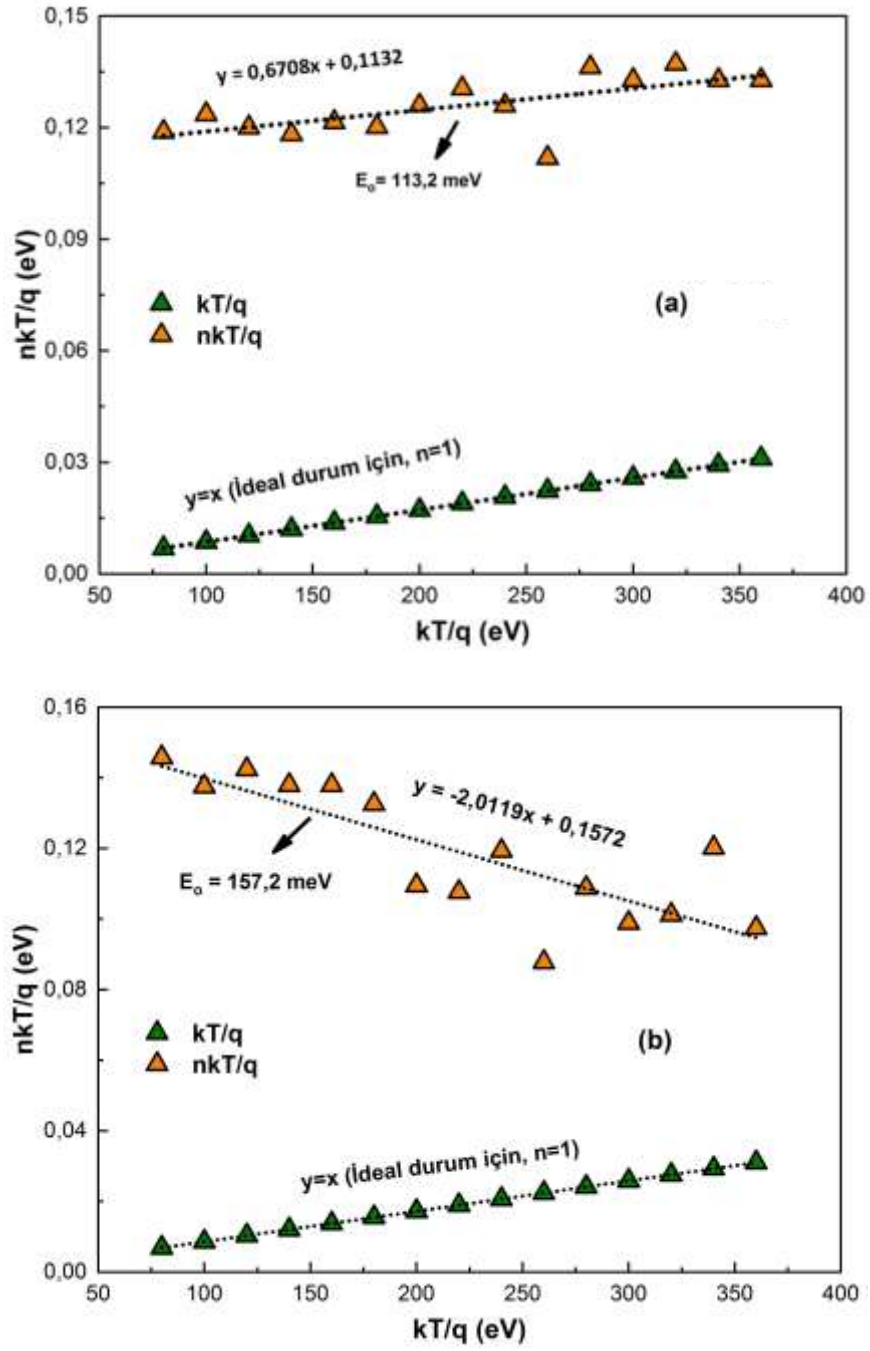 0,15
0,12
0,09
0,06
0,03
0,00
nkT/q (eV)
y = 0,6708x + 0,1132
E₀= 113,2 meV
kT/q
nkT/q
(a)
y=x (İdeal durum için, n=1)
50 100 150 200 250 300 350 400
kT/q (eV)
0,16
0,12
0,08
0,04
0,00
nkT/q (eV)
y = -2,0119x + 0,1572
E₀ = 157,2 meV
kT/q
nkT/q
(b)
y=x (İdeal durum için, n=1)
50 100 150 200 250 300 350 400
kT/q (eV)